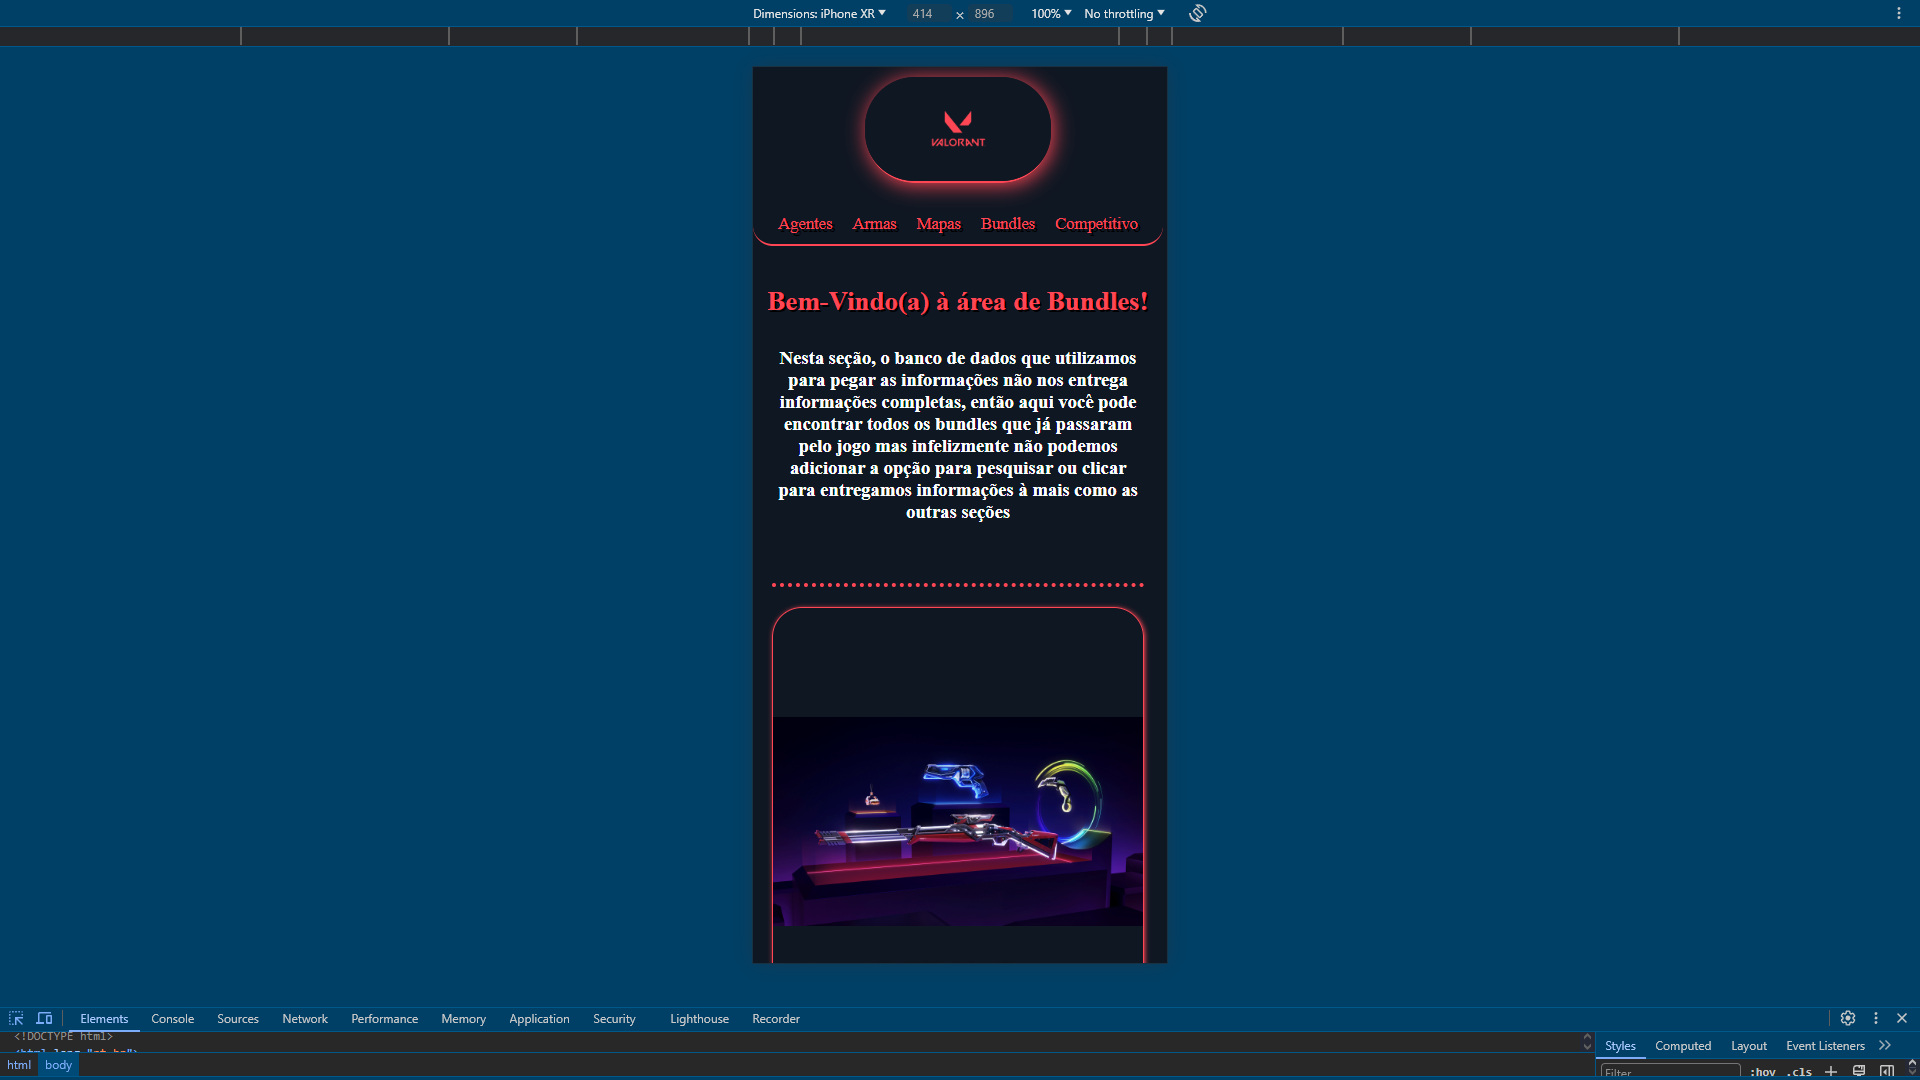 Dimensions: iPhone XR 414 × 896 100% No throttling
VALORANT
Agentes Armas Mapas Bundles Competitivo
Bem-Vindo(a) à área de Bundles!
Nesta seção, o banco de dados que utilizamos
para pegar as informações não nos entrega
informações completas, então aqui você pode
encontrar todos os bundles que já passaram
pelo jogo mas infelizmente não podemos
adicionar a opção para pesquisar ou clicar
para entregamos informações à mais como as
outras seções
Elements Console Sources Network Performance Memory Application Security Lighthouse Recorder
<!DOCTYPE html>
html body
Styles Computed Layout Event Listeners
Filter :hov .cls